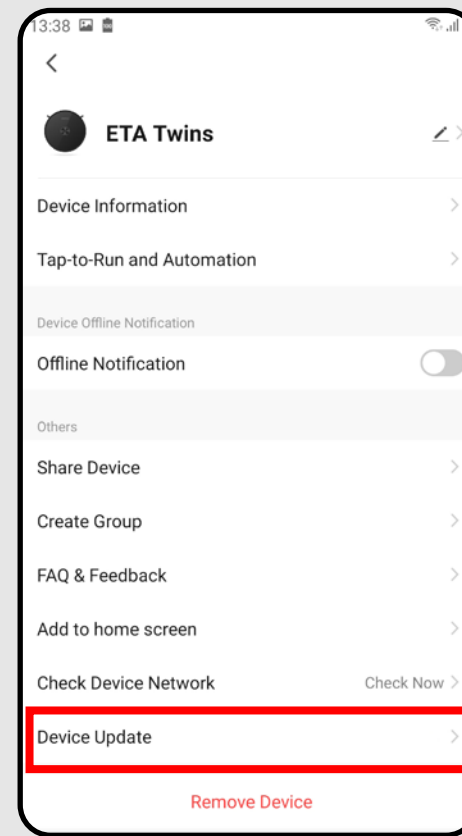 13:38
ETA Twins
Device Information
Tap-to-Run and Automation
Device Offline Notification
Offline Notification
Others
Share Device
Create Group
FAQ & Feedback
Add to home screen
Check Device Network Check Now
Device Update
Remove Device